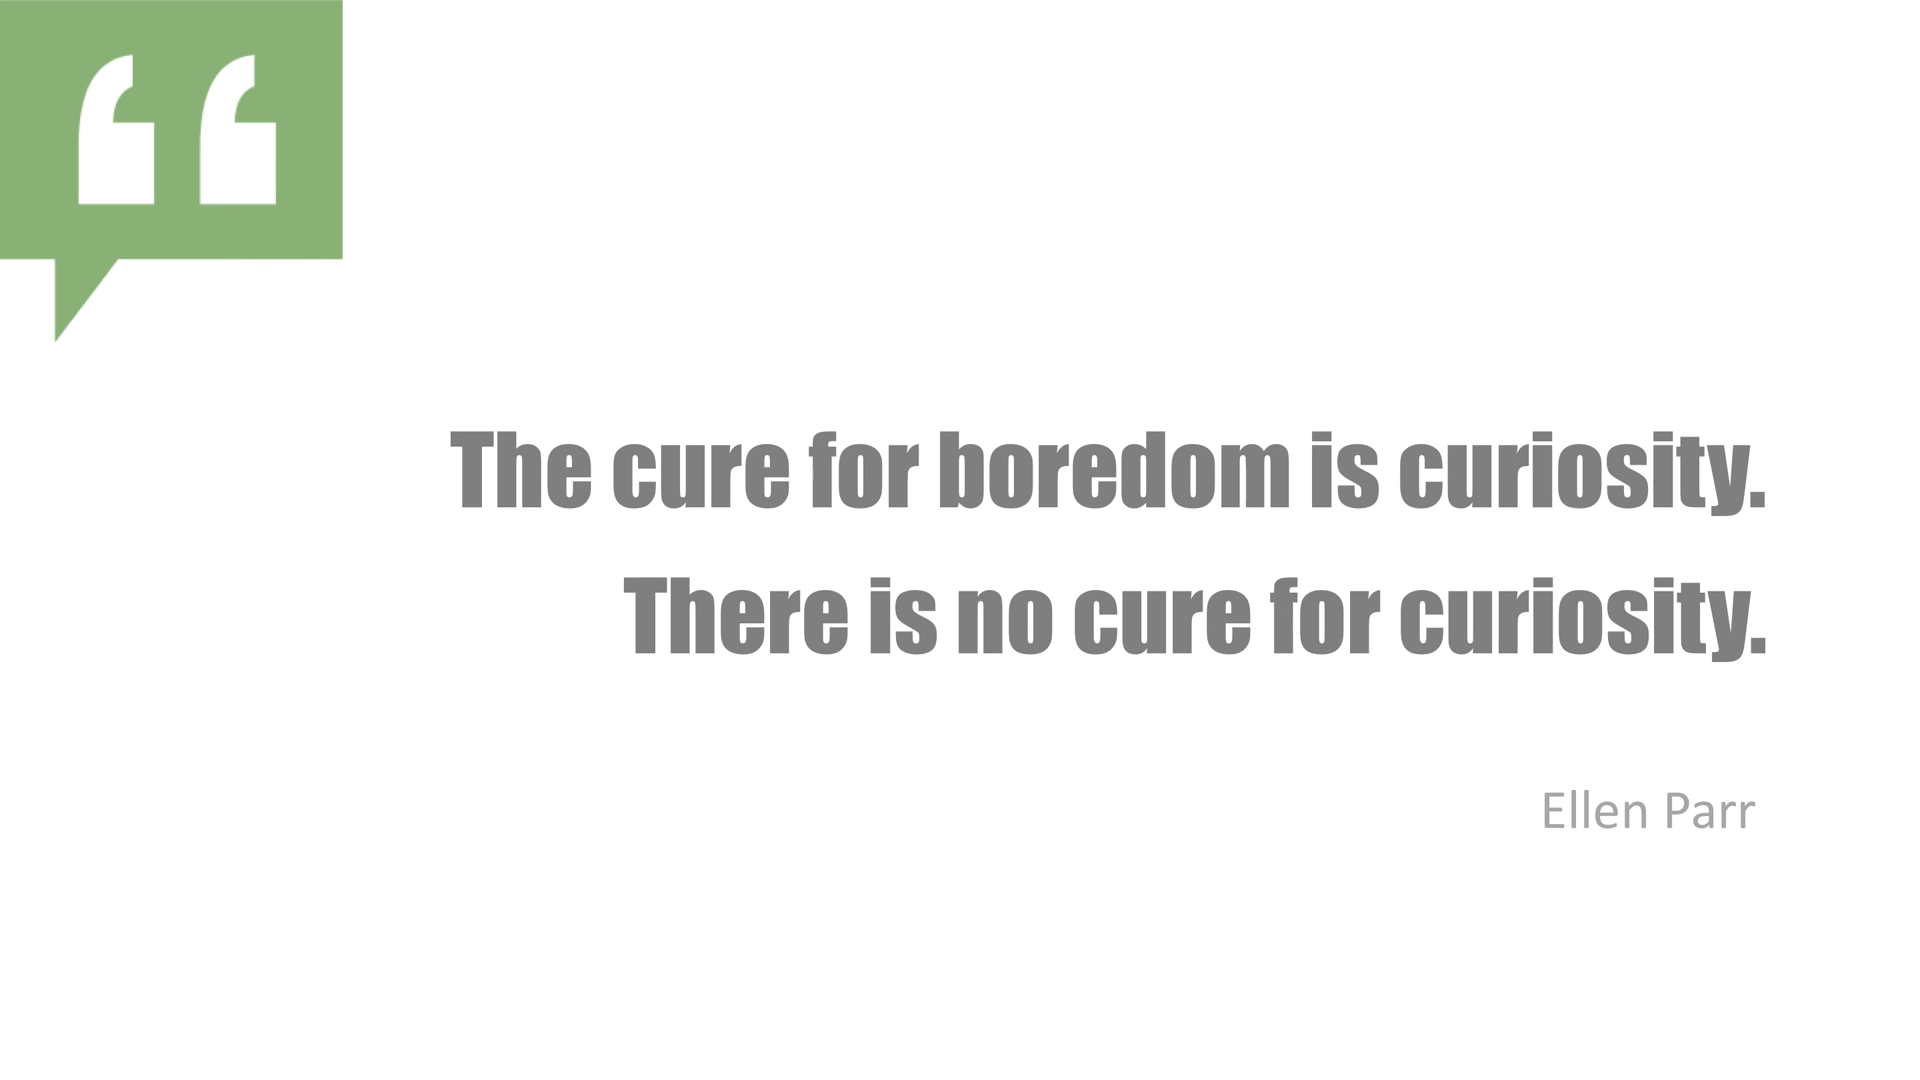 “
The cure for boredom is curiosity.
There is no cure for curiosity.
Ellen Parr